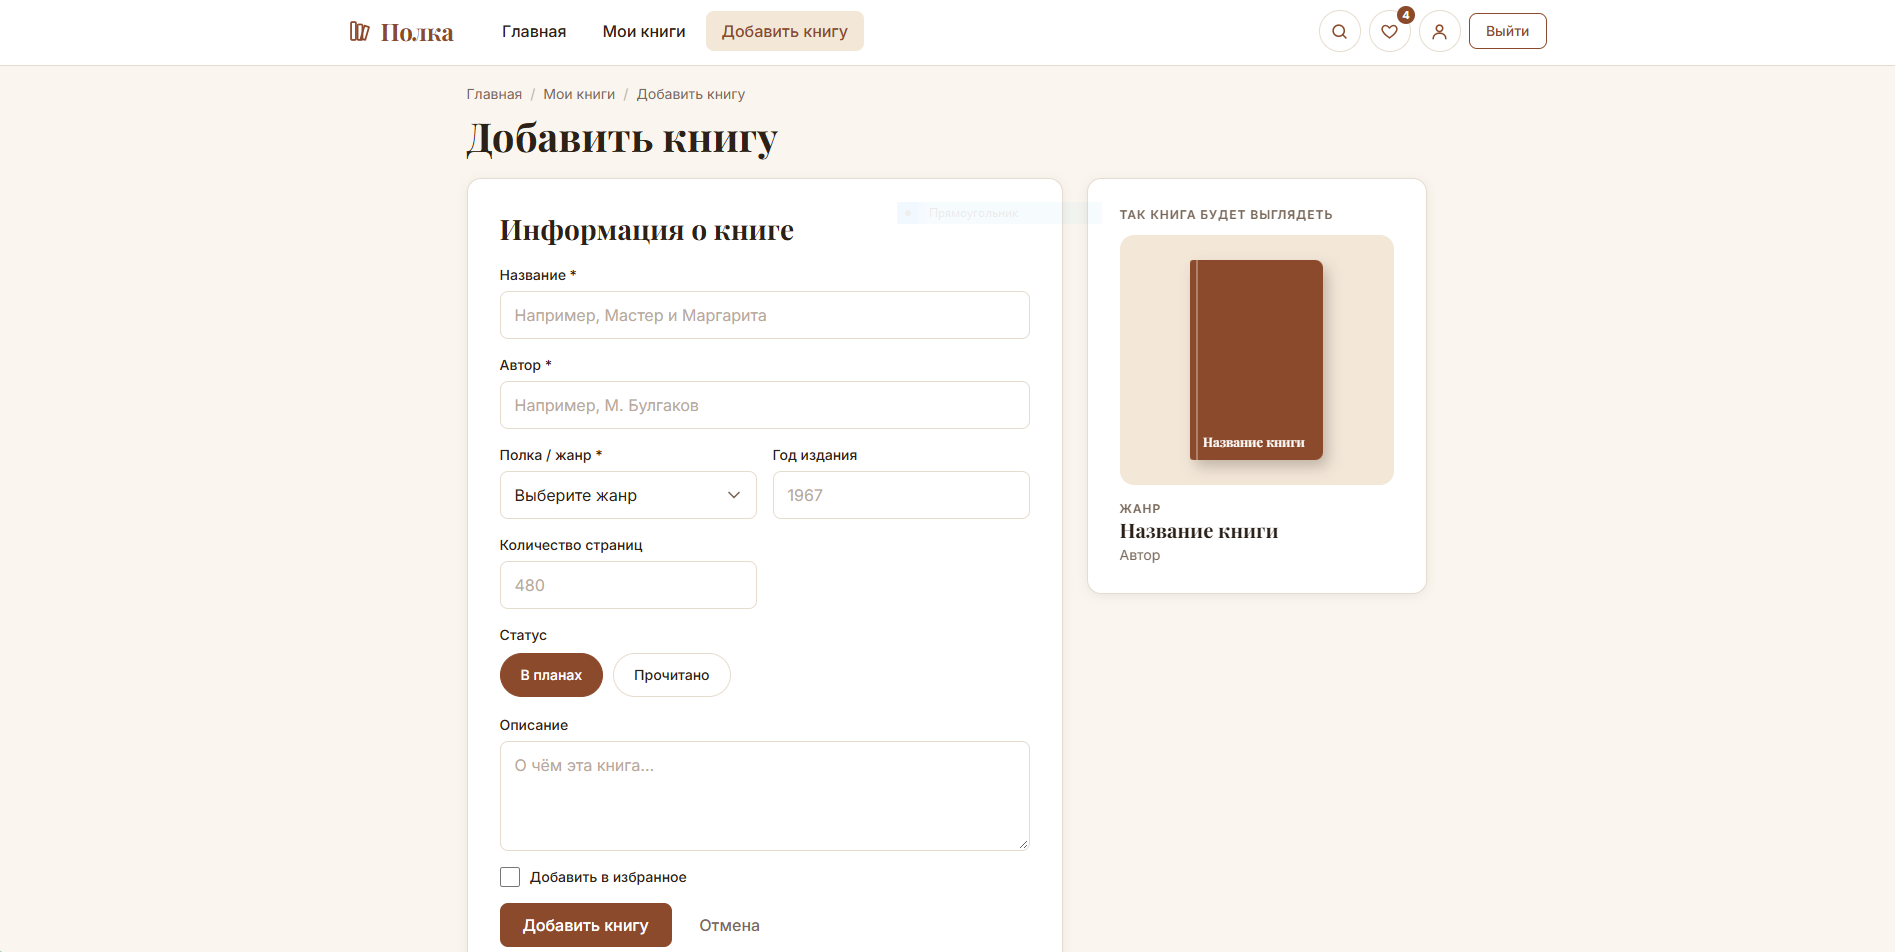 Полка
Главная
Мои книги
Добавить книгу
4
Выйти
Главная / Мои книги / Добавить книгу
Добавить книгу
Информация о книге
Прямоугольник
Название *
Например, Мастер и Маргарита
Автор *
Например, М. Булгаков
Полка / жанр *
Год издания
Выберите жанр
1967
Количество страниц
480
Статус
В планах
Прочитано
Описание
О чём эта книга...
Добавить в избранное
Добавить книгу
Отмена
ТАК КНИГА БУДЕТ ВЫГЛЯДЕТЬ
Название книги
ЖАНР
Название книги
Автор